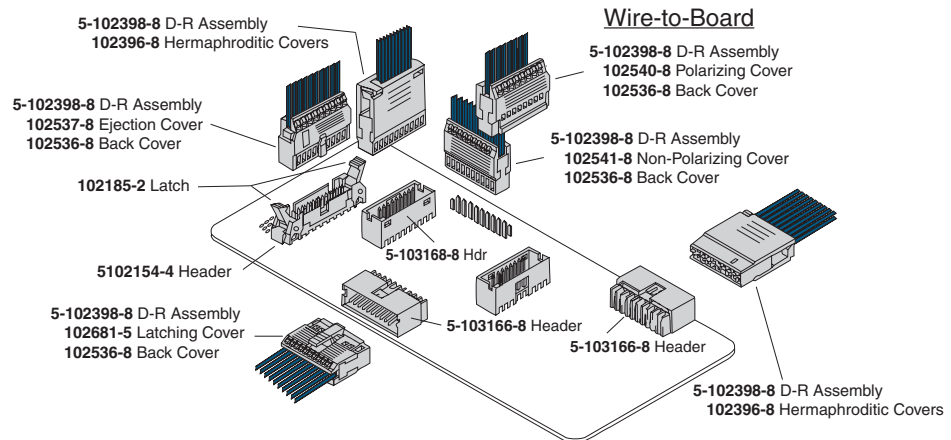 Wire-to-Board
5-102398-8 D-R Assembly
102396-8 Hermaphroditic Covers
5-102398-8 D-R Assembly
102540-8 Polarizing Cover
102536-8 Back Cover
5-102398-8 D-R Assembly
102537-8 Ejection Cover
102536-8 Back Cover
5-102398-8 D-R Assembly
102541-8 Non-Polarizing Cover
102536-8 Back Cover
102185-2 Latch
5-103168-8 Hdr
5102154-4 Header
5-102398-8 D-R Assembly
102681-5 Latching Cover
102536-8 Back Cover
5-103166-8 Header
5-103166-8 Header
5-102398-8 D-R Assembly
102396-8 Hermaphroditic Covers